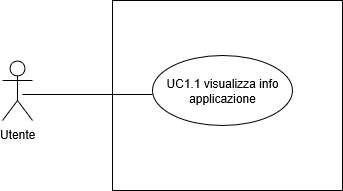 UC1.1 visualizza info
applicazione
Utente